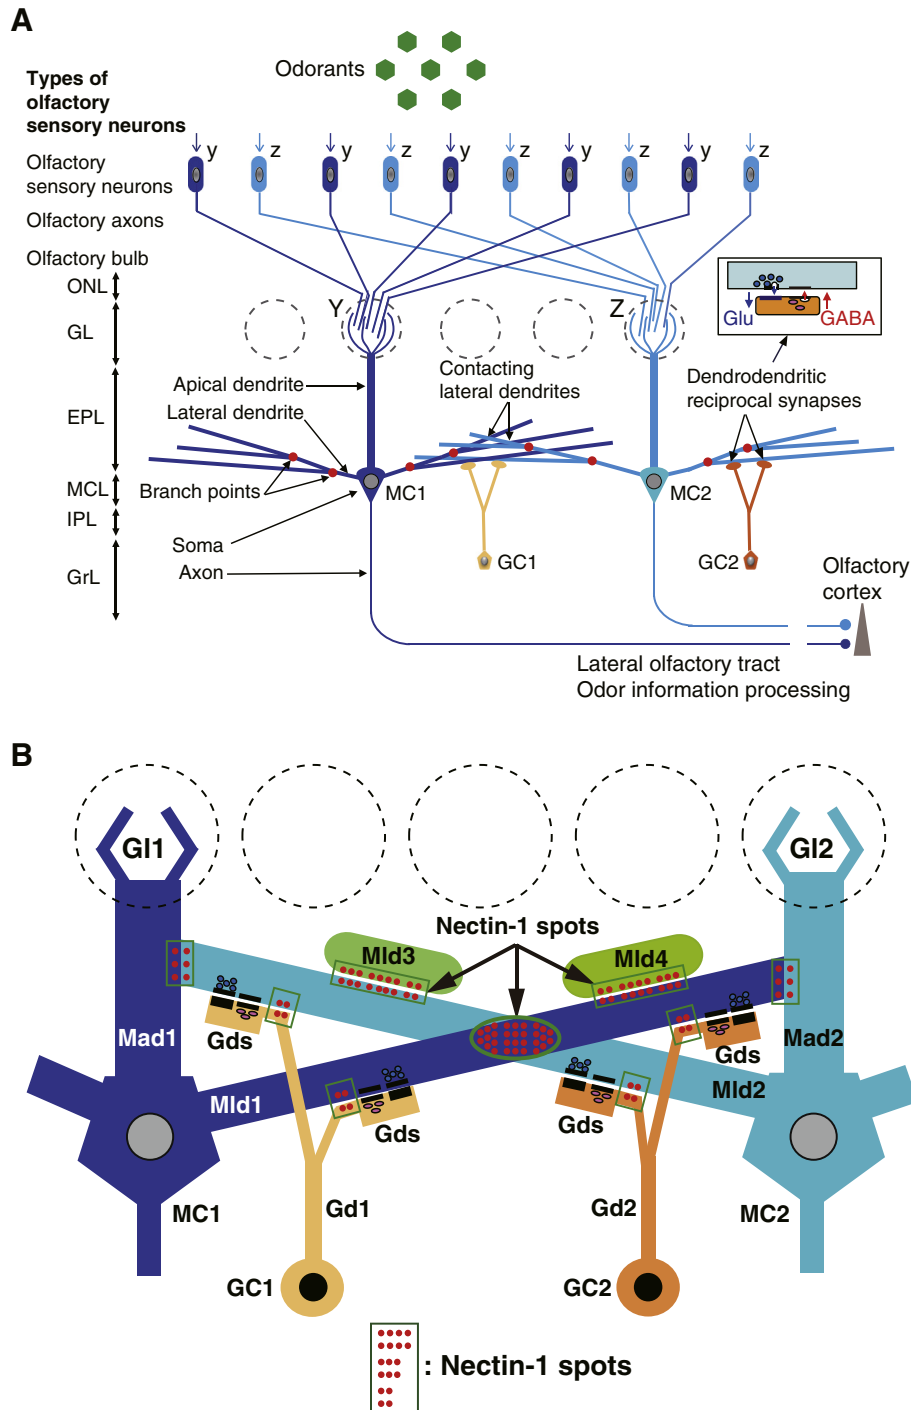 A
Odorants
Types of
olfactory
sensory neurons
y z y z y z y z y z
Olfactory
sensory neurons
Olfactory axons
Olfactory bulb
ONL
GL
EPL
MCL
IPL
GrL
Y
Z
Glu
GABA
Apical dendrite
Lateral dendrite
Contacting
lateral dendrites
Dendrodendritic
reciprocal synapses
Branch points
MC1
MC2
Soma
Axon
GC1
GC2
Olfactory
cortex
Lateral olfactory tract
Odor information processing
B
Gl1
Gl2
Nectin-1 spots
Mld3
Mld4
Mad1
Mad2
Gds
Gds
Mld1
Mld2
Gds
Gds
MC1
Gd1
Gd2
MC2
GC1
GC2
: Nectin-1 spots